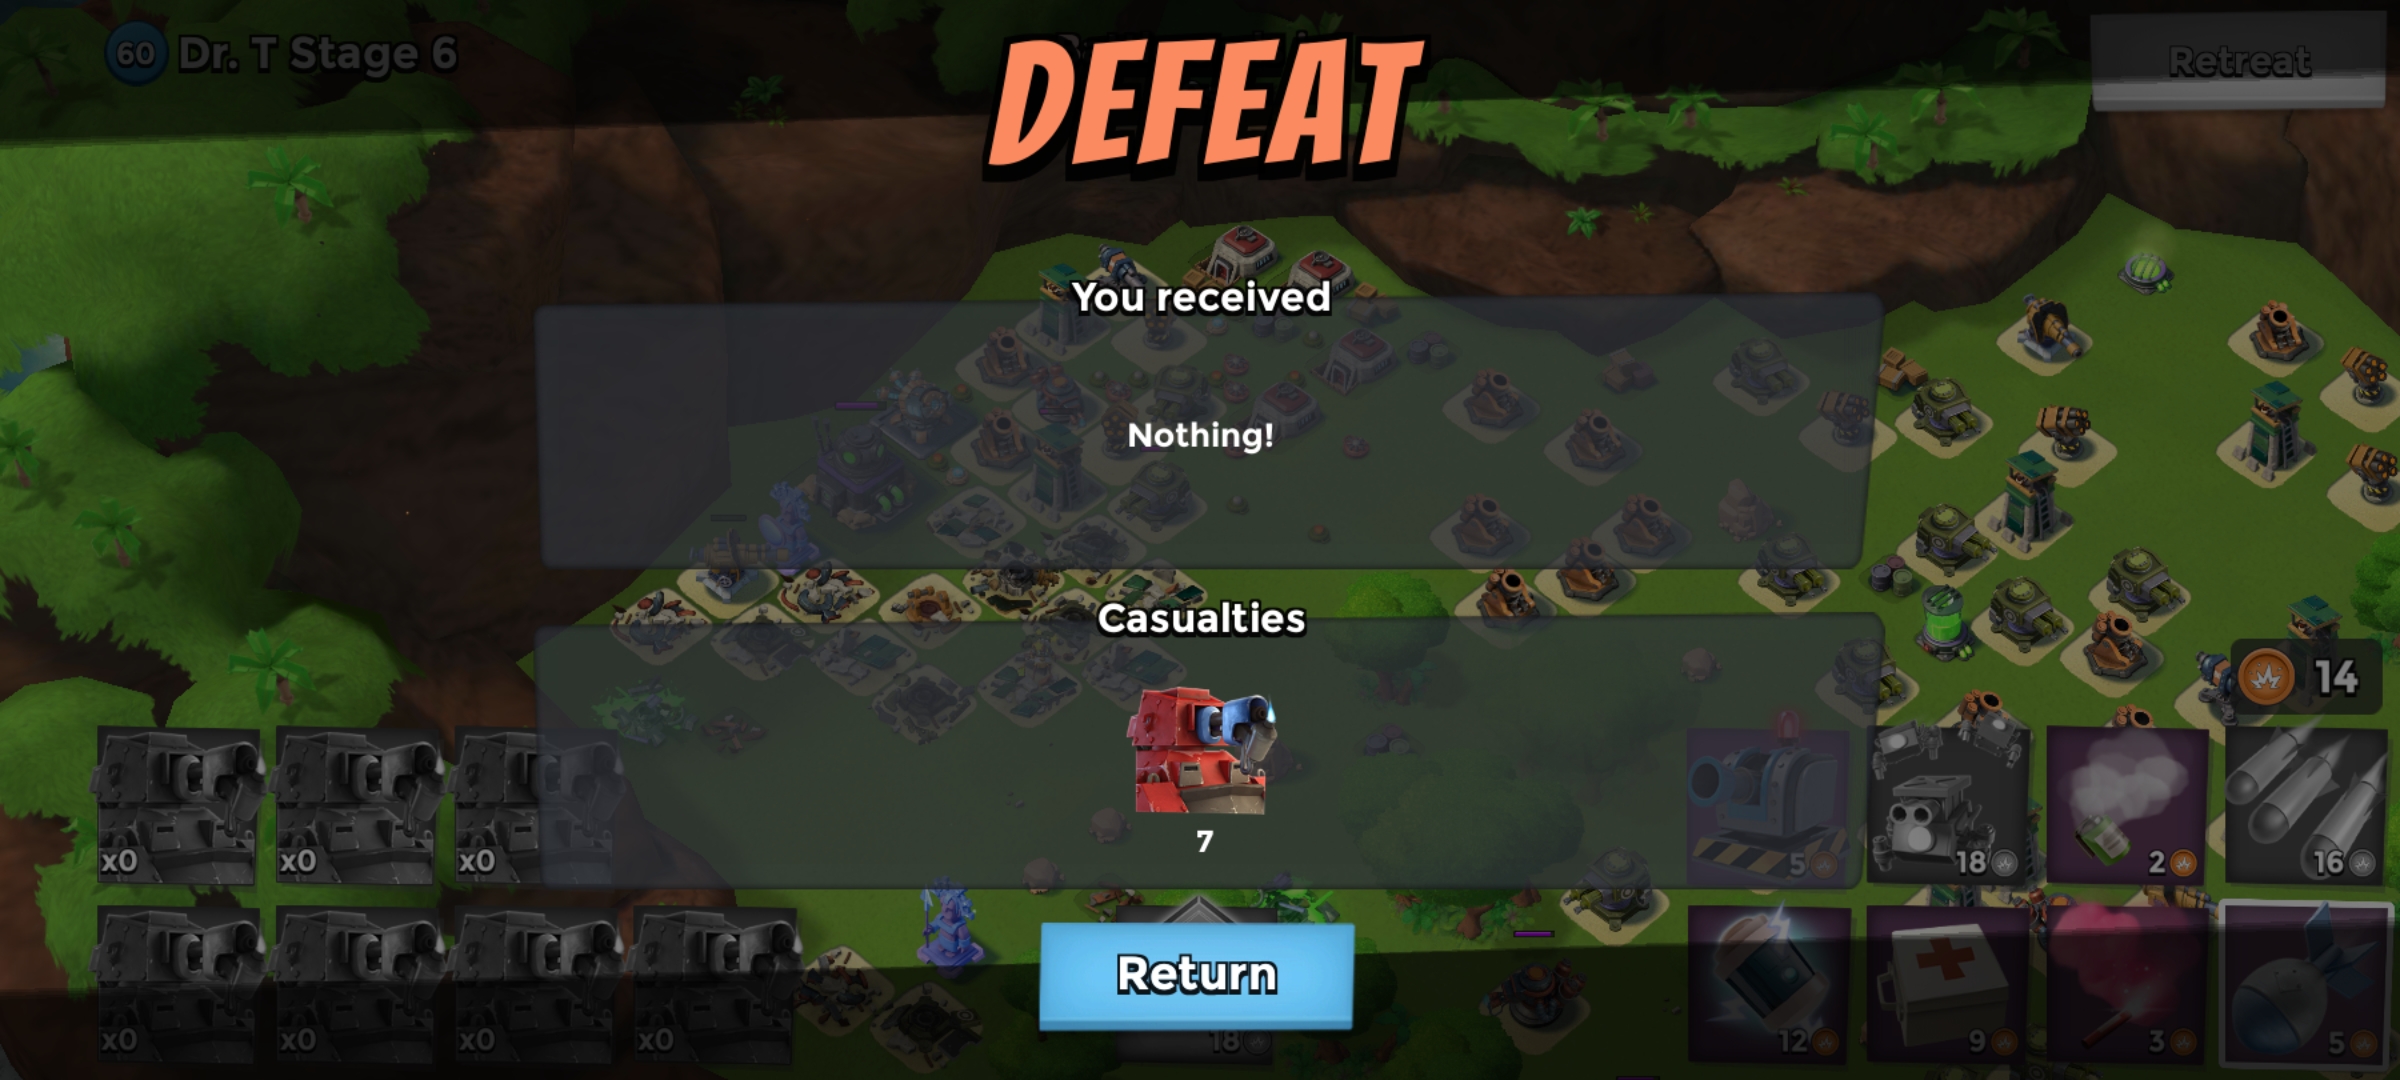 60 Dr. T Stage 6
DEFEAT
Retreat
You received
Nothing!
Casualties
7
14
x0
x0
x0
5
18
2
16
x0
x0
x0
x0
Return
18
12
9
3
5